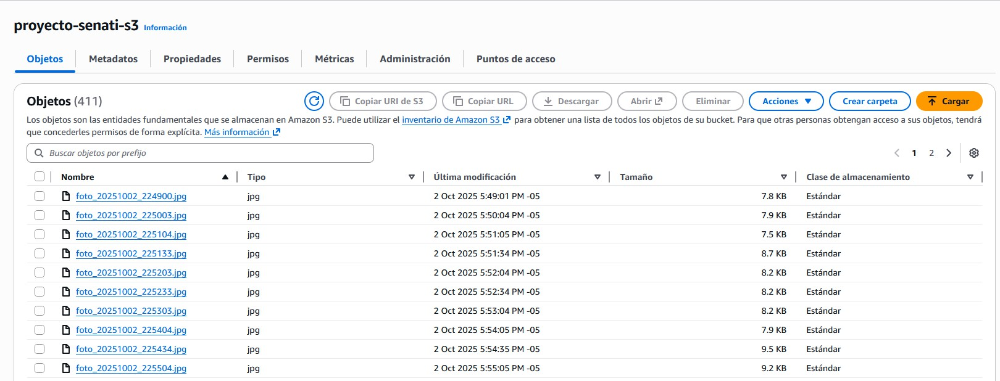 proyecto-senati-s3 Información
Objetos Metadatos Propiedades Permisos Métricas Administración Puntos de acceso
Objetos (411) Copiar URI de S3 Copiar URL Descargar Abrir Eliminar Acciones Crear carpeta Cargar
Los objetos son las entidades fundamentales que se almacenan en Amazon S3. Puede utilizar el inventario de Amazon S3 para obtener una lista de todos los objetos de su bucket. Para que otras personas obtengan acceso a sus objetos, tendrá
que concederles permisos de forma explícita. Más información
Buscar objetos por prefijo 1 2
Nombre Tipo Última modificación Tamaño Clase de almacenamiento
foto_20251002_224900.jpg jpg 2 Oct 2025 5:49:01 PM -05 7.8 KB Estándar
foto_20251002_225003.jpg jpg 2 Oct 2025 5:50:04 PM -05 7.9 KB Estándar
foto_20251002_225104.jpg jpg 2 Oct 2025 5:51:05 PM -05 7.5 KB Estándar
foto_20251002_225133.jpg jpg 2 Oct 2025 5:51:34 PM -05 8.7 KB Estándar
foto_20251002_225203.jpg jpg 2 Oct 2025 5:52:04 PM -05 8.2 KB Estándar
foto_20251002_225233.jpg jpg 2 Oct 2025 5:52:34 PM -05 8.2 KB Estándar
foto_20251002_225303.jpg jpg 2 Oct 2025 5:53:04 PM -05 8.2 KB Estándar
foto_20251002_225404.jpg jpg 2 Oct 2025 5:54:05 PM -05 7.9 KB Estándar
foto_20251002_225434.jpg jpg 2 Oct 2025 5:54:35 PM -05 9.5 KB Estándar
foto_20251002_225504.jpg jpg 2 Oct 2025 5:55:05 PM -05 9.2 KB Estándar